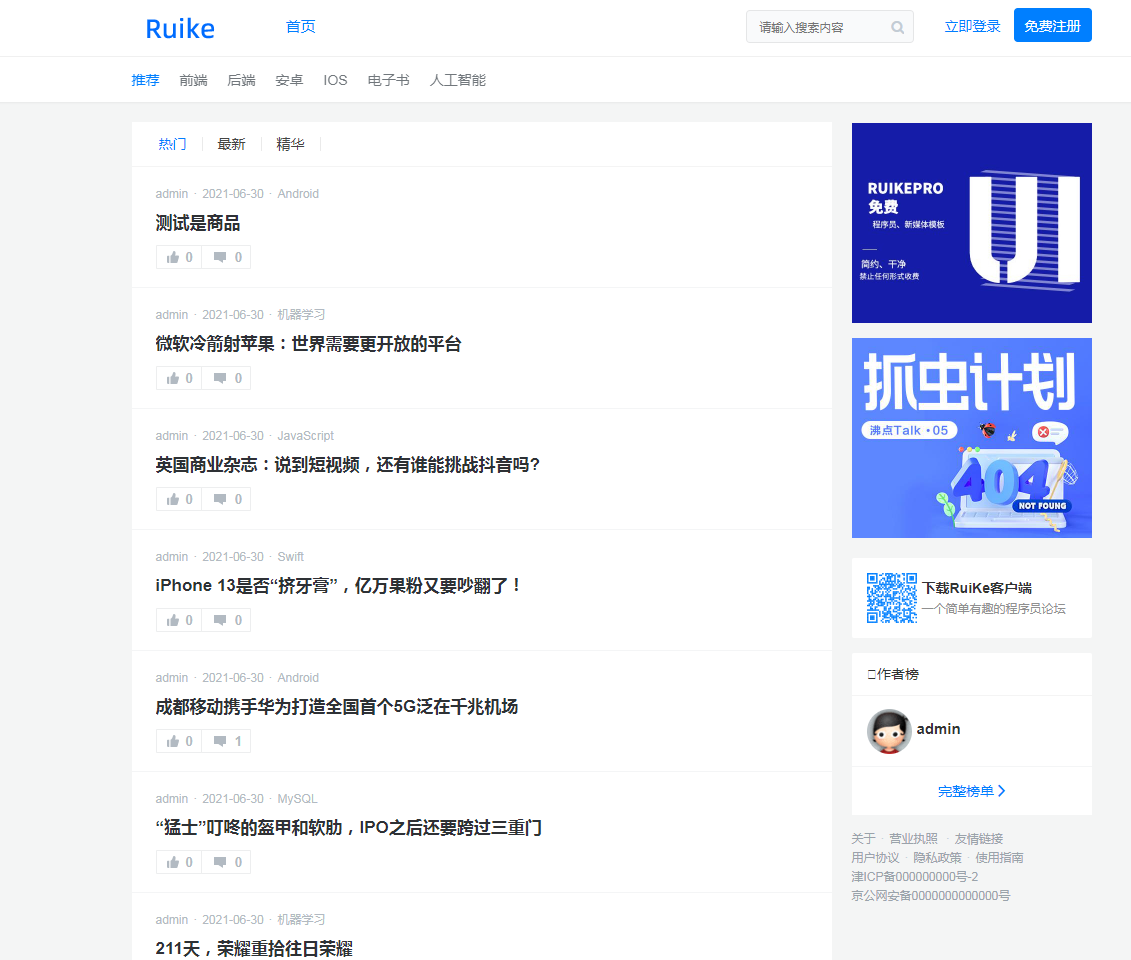 Ruike
首页
请输入搜索内容
立即登录
免费注册
推荐 前端 后端 安卓 IOS 电子书 人工智能
热门 最新 精华
admin · 2021-06-30 · Android
测试是商品
0 0
admin · 2021-06-30 · 机器学习
微软冷箭射苹果：世界需要更开放的平台
0 0
admin · 2021-06-30 · JavaScript
英国商业杂志：说到短视频，还有谁能挑战抖音吗?
0 0
admin · 2021-06-30 · Swift
iPhone 13是否“挤牙膏”，亿万果粉又要吵翻了！
0 0
admin · 2021-06-30 · Android
成都移动携手华为打造全国首个5G泛在千兆机场
0 1
admin · 2021-06-30 · MySQL
“猛士”叮咚的盔甲和软肋，IPO之后还要跨过三重门
0 0
admin · 2021-06-30 · 机器学习
211天，荣耀重拾往日荣耀
RUIKEPRO
免费
程序员、新媒体模板
简约、干净
禁止任何形式收费
UI
抓虫计划
沸点Talk · 05
404
NOT FOUNG
下载RuiKe客户端
一个简单有趣的程序员论坛
作者榜
admin
完整榜单
关于 · 营业执照 · 友情链接
用户协议 · 隐私政策 · 使用指南
津ICP备000000000号-2
京公网安备0000000000000号